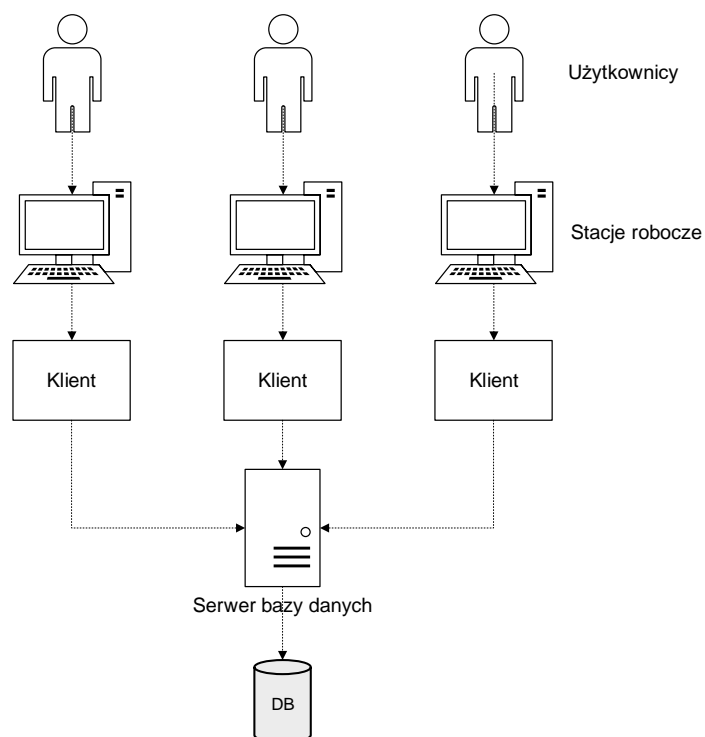 Użytkownicy
Stacje robocze
Klient
Klient
Klient
Serwer bazy danych
DB